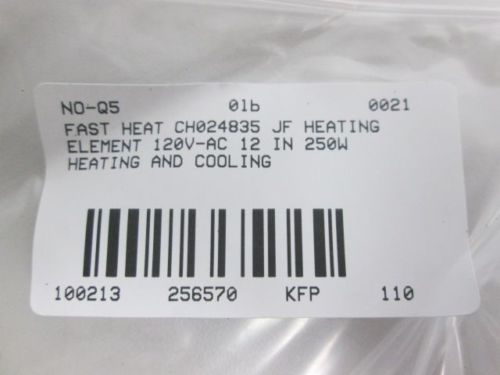 NO-Q5 01b 0021
FAST HEAT CH024835 JF HEATING
ELEMENT 120V-AC 12 IN 250W
HEATING AND COOLING
100213 256570 KFP 110